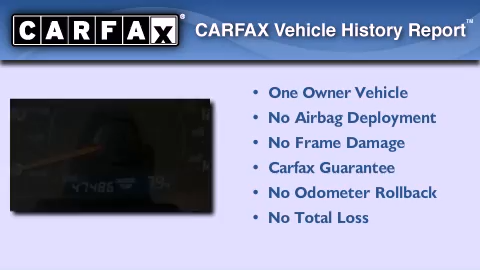 CARFAX® CARFAX Vehicle History Report™
• One Owner Vehicle
• No Airbag Deployment
• No Frame Damage
• Carfax Guarantee
• No Odometer Rollback
• No Total Loss
47486